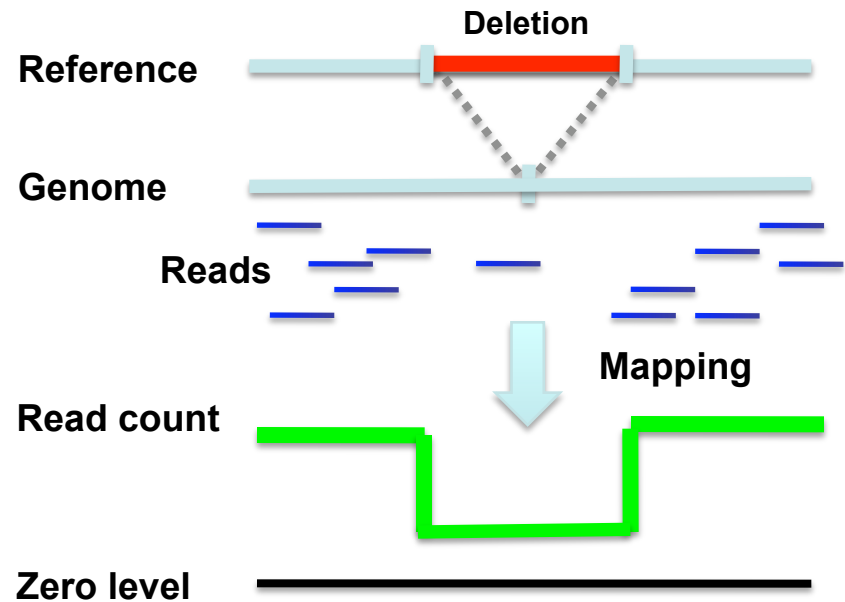 Deletion
Reference
Genome
Reads
Mapping
Read count
Zero level